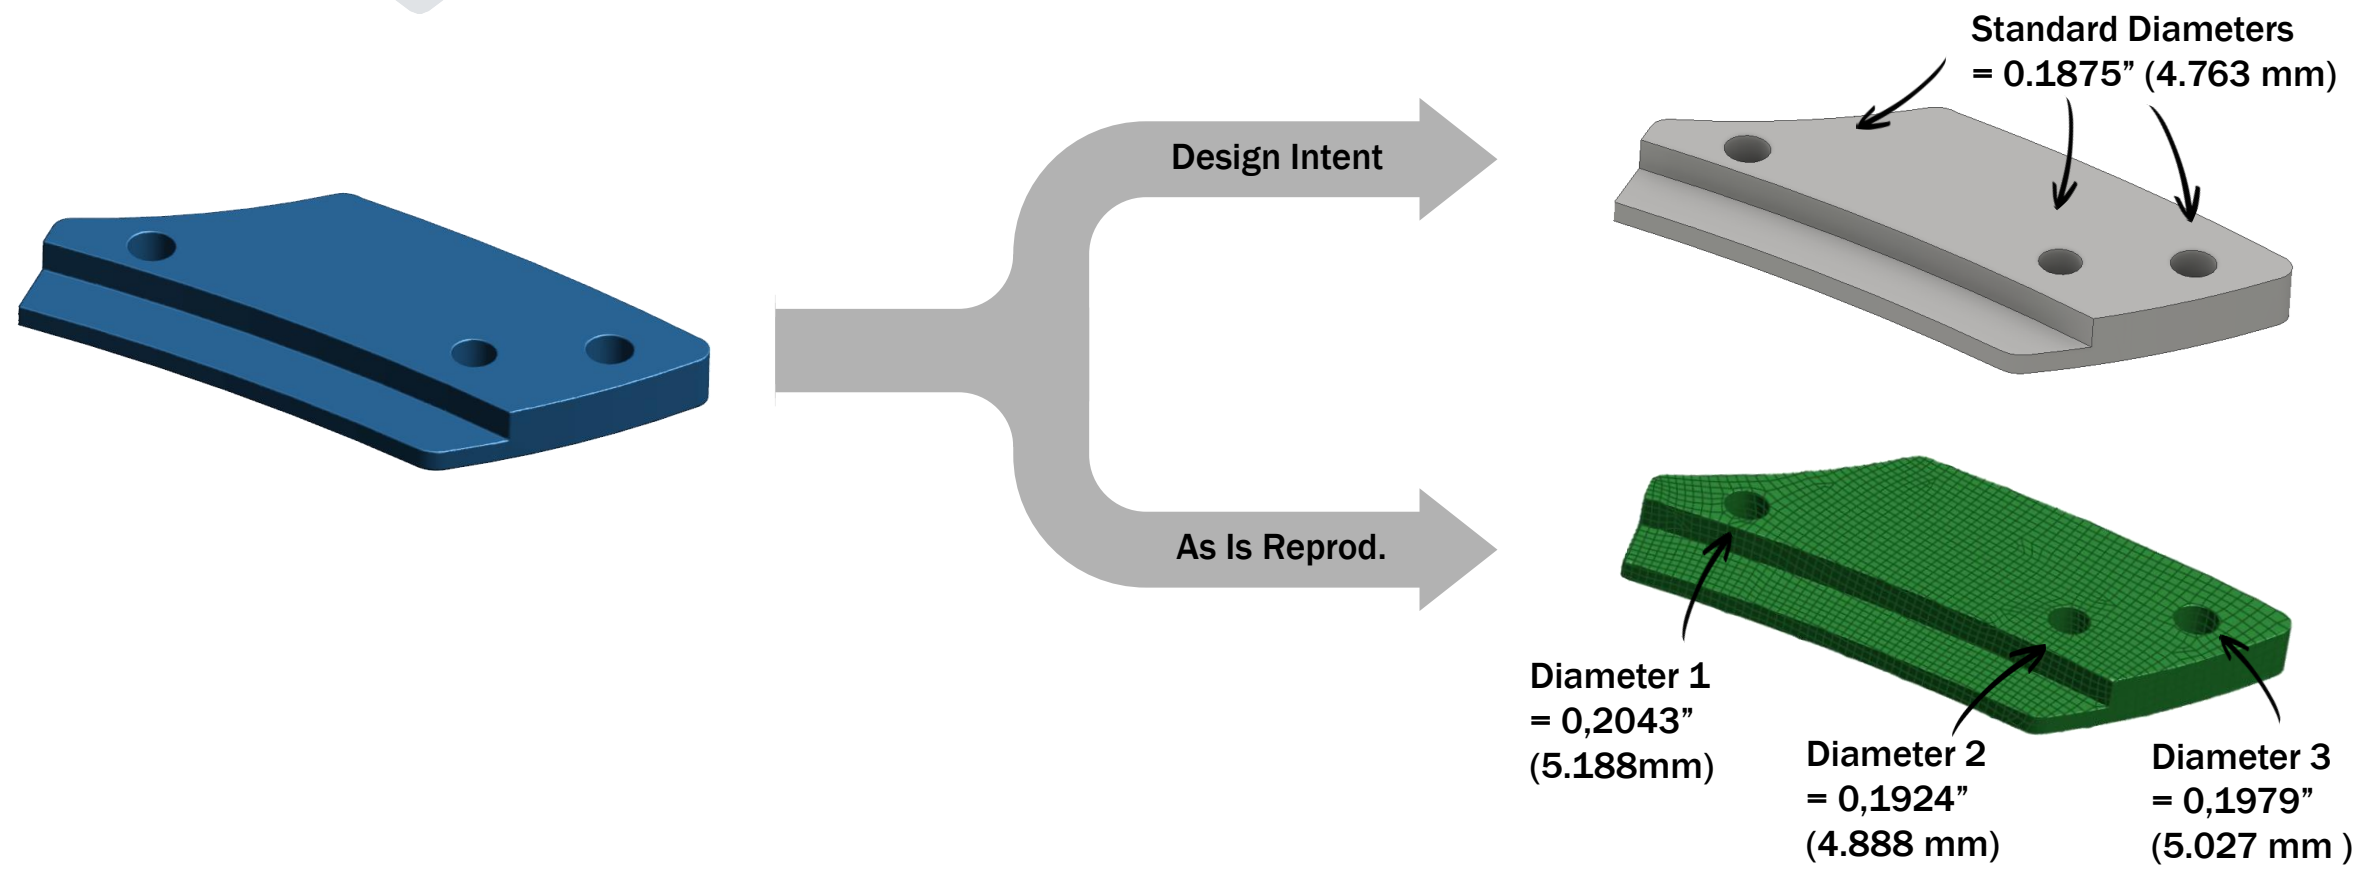 Standard Diameters
= 0.1875” (4.763 mm)
Design Intent
As Is Reprod.
Diameter 1
= 0,2043”
(5.188mm)
Diameter 2
= 0,1924”
(4.888 mm)
Diameter 3
= 0,1979”
(5.027 mm )